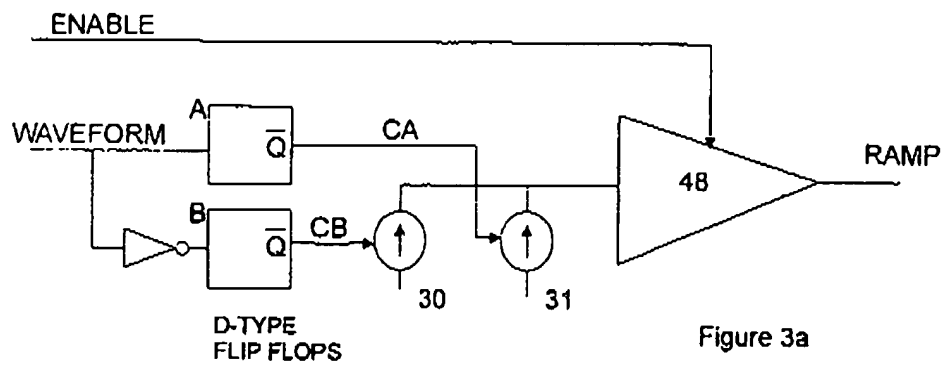 ENABLE
A
WAVEFORM
Q̅
CA
RAMP
48
B
Q̅
CB
30
31
D-TYPE
FLIP FLOPS
Figure 3a